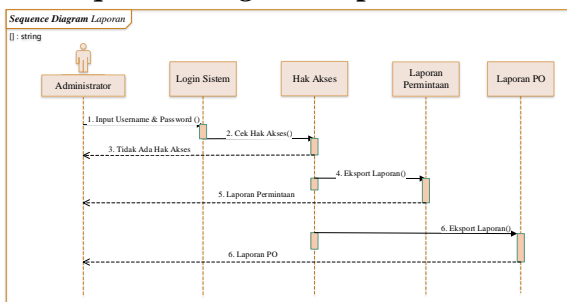 Sequence Diagram Laporan
[] : string
Administrator
Login Sistem
Hak Akses
Laporan
Permintaan
Laporan PO
1. Input Username & Password ()
2. Cek Hak Akses()
3. Tidak Ada Hak Akses
4. Eksport Laporan()
5. Laporan Permintaan
6. Eksport Laporan()
6. Laporan PO